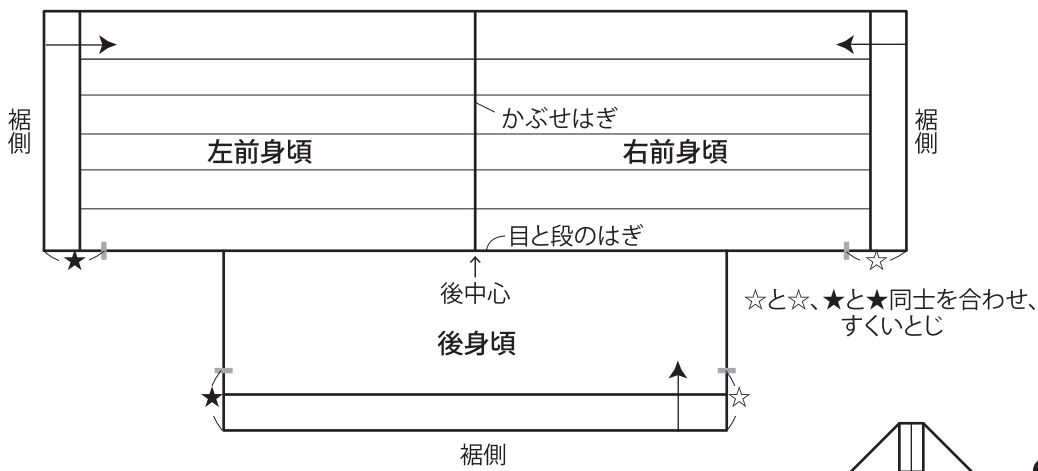 裾側
裾側
かぶせはぎ
左前身頃
右前身頃
目と段のはぎ
★
☆
後中心
☆と☆、★と★同士を合わせ、
すくいとじ
後身頃
★
☆
裾側